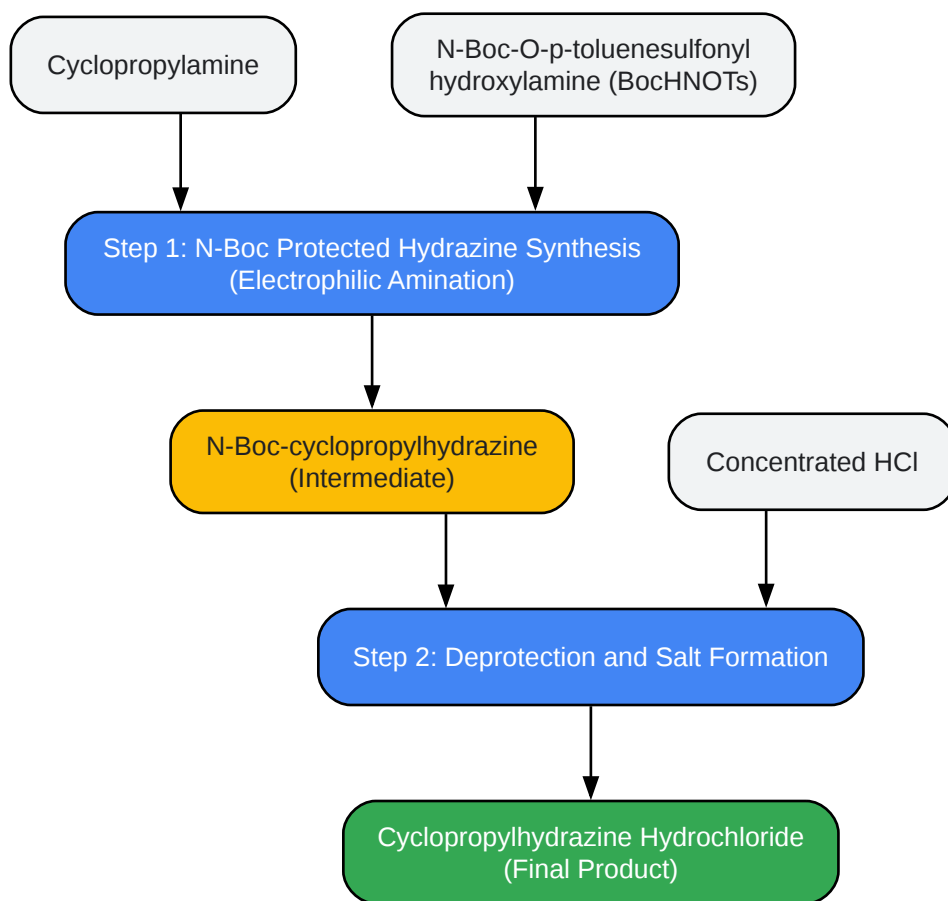 Cyclopropylamine
N-Boc-O-p-toluenesulfonyl
hydroxylamine (BocHNOTs)
Step 1: N-Boc Protected Hydrazine Synthesis
(Electrophilic Amination)
N-Boc-cyclopropylhydrazine
(Intermediate)
Concentrated HCl
Step 2: Deprotection and Salt Formation
Cyclopropylhydrazine Hydrochloride
(Final Product)